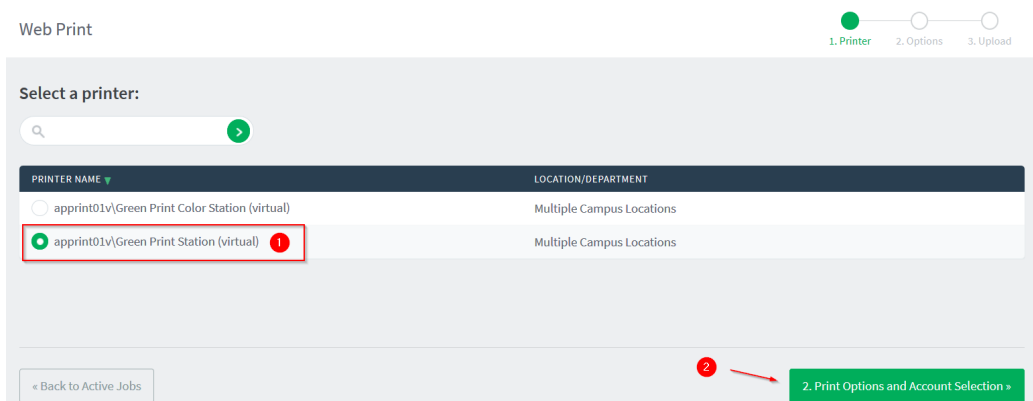 Web Print
1. Printer 2. Options 3. Upload
Select a printer:
PRINTER NAME LOCATION/DEPARTMENT
apprint01v\Green Print Color Station (virtual) Multiple Campus Locations
apprint01v\Green Print Station (virtual) 1 Multiple Campus Locations
2
« Back to Active Jobs 2. Print Options and Account Selection »